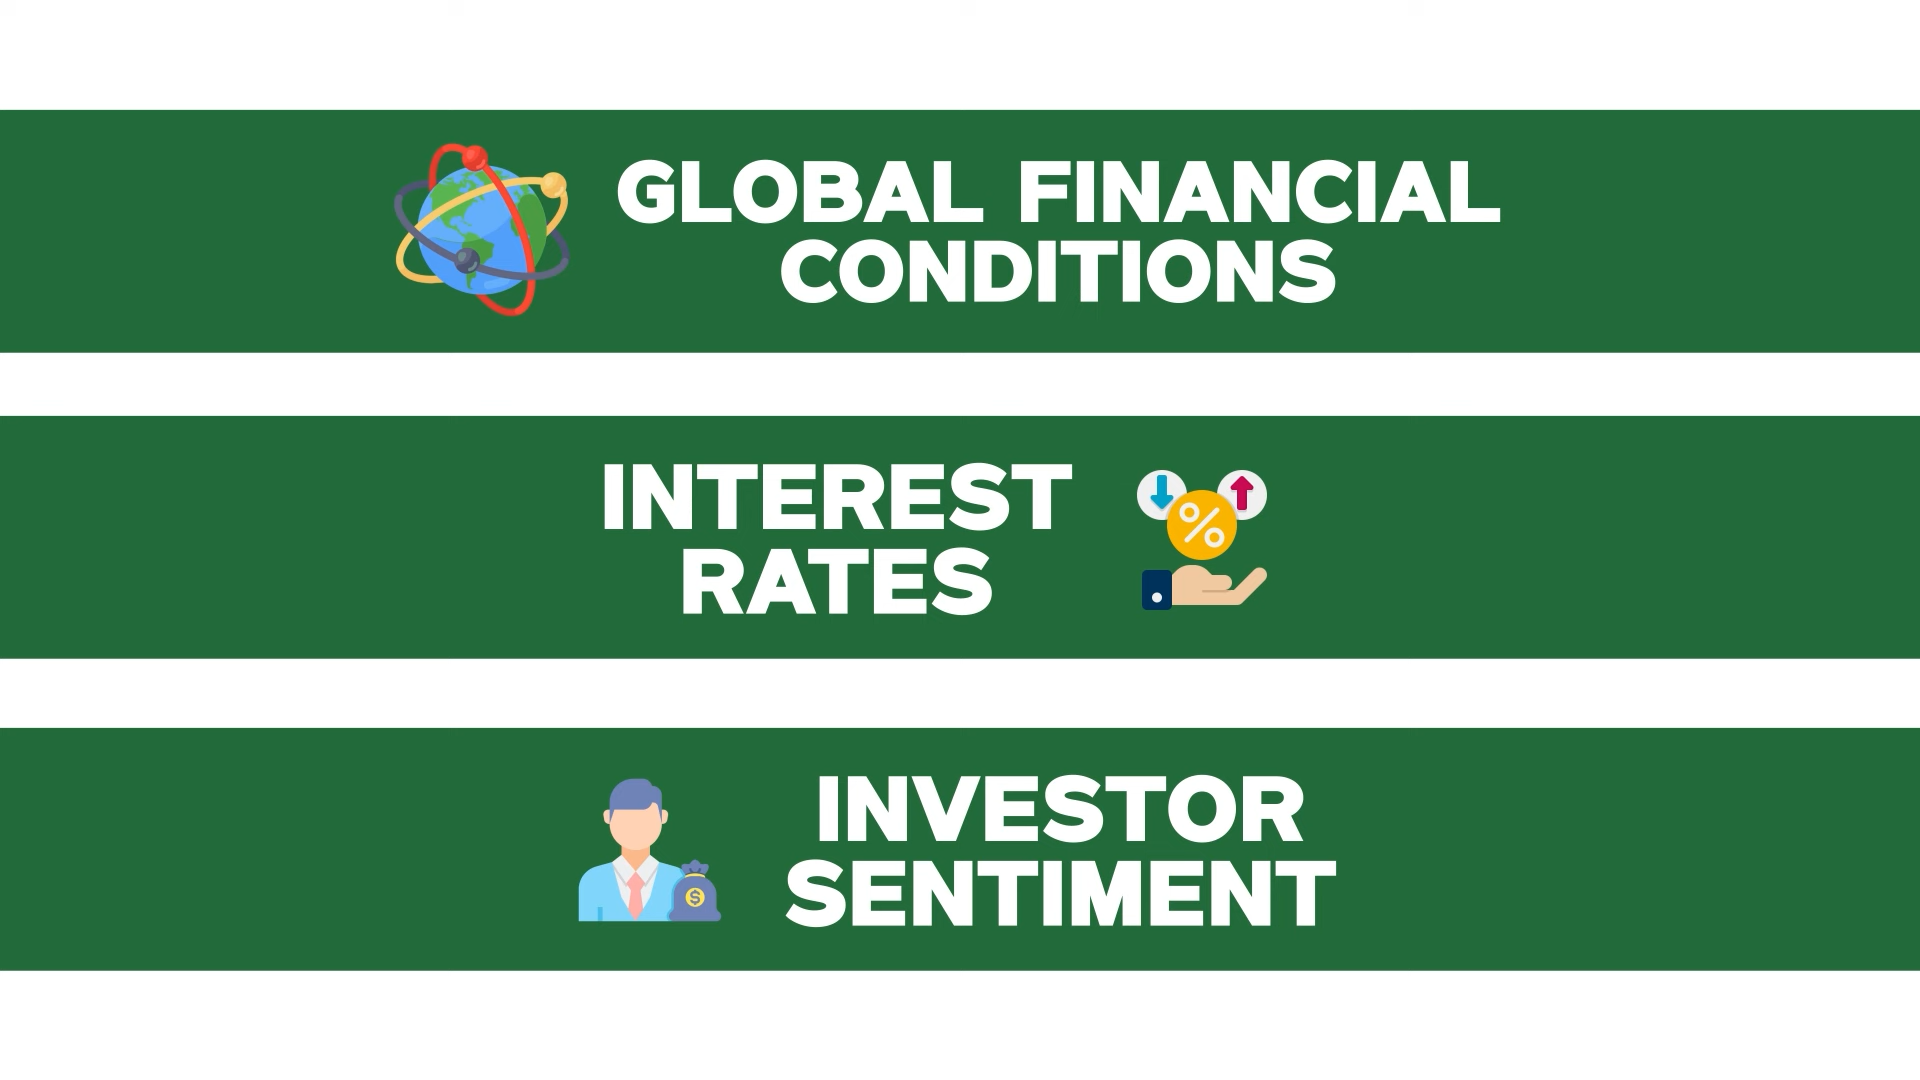 GLOBAL FINANCIAL
CONDITIONS
INTEREST
RATES
%
INVESTOR
SENTIMENT
$